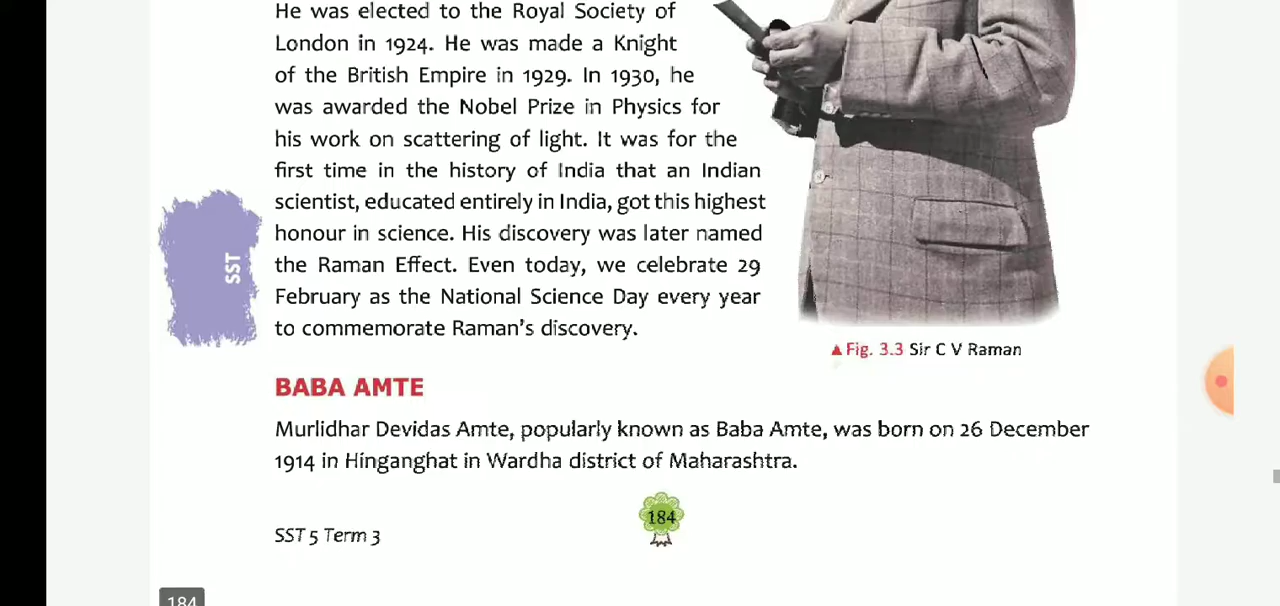 He was elected to the Royal Society of
London in 1924. He was made a Knight
of the British Empire in 1929. In 1930, he
was awarded the Nobel Prize in Physics for
his work on scattering of light. It was for the
first time in the history of India that an Indian
scientist, educated entirely in India, got this highest
honour in science. His discovery was later named
the Raman Effect. Even today, we celebrate 29
February as the National Science Day every year
to commemorate Raman's discovery.
▲ Fig. 3.3 Sir C V Raman
SST
BABA AMTE
Murlidhar Devidas Amte, popularly known as Baba Amte, was born on 26 December
1914 in Hinganghat in Wardha district of Maharashtra.
184
SST 5 Term 3
184